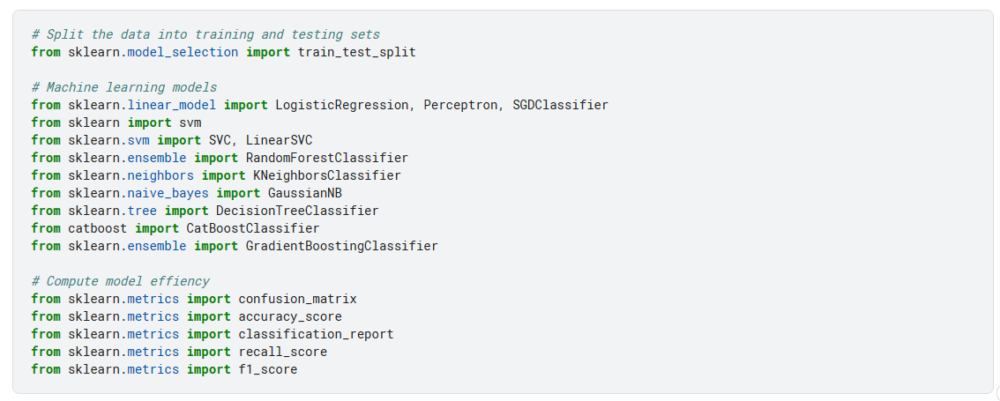 # Split the data into training and testing sets
from sklearn.model_selection import train_test_split
# Machine learning models
from sklearn.linear_model import LogisticRegression, Perceptron, SGDClassifier
from sklearn import svm
from sklearn.svm import SVC, LinearSVC
from sklearn.ensemble import RandomForestClassifier
from sklearn.neighbors import KNeighborsClassifier
from sklearn.naive_bayes import GaussianNB
from sklearn.tree import DecisionTreeClassifier
from catboost import CatBoostClassifier
from sklearn.ensemble import GradientBoostingClassifier
# Compute model effiency
from sklearn.metrics import confusion_matrix
from sklearn.metrics import accuracy_score
from sklearn.metrics import classification_report
from sklearn.metrics import recall_score
from sklearn.metrics import f1_score